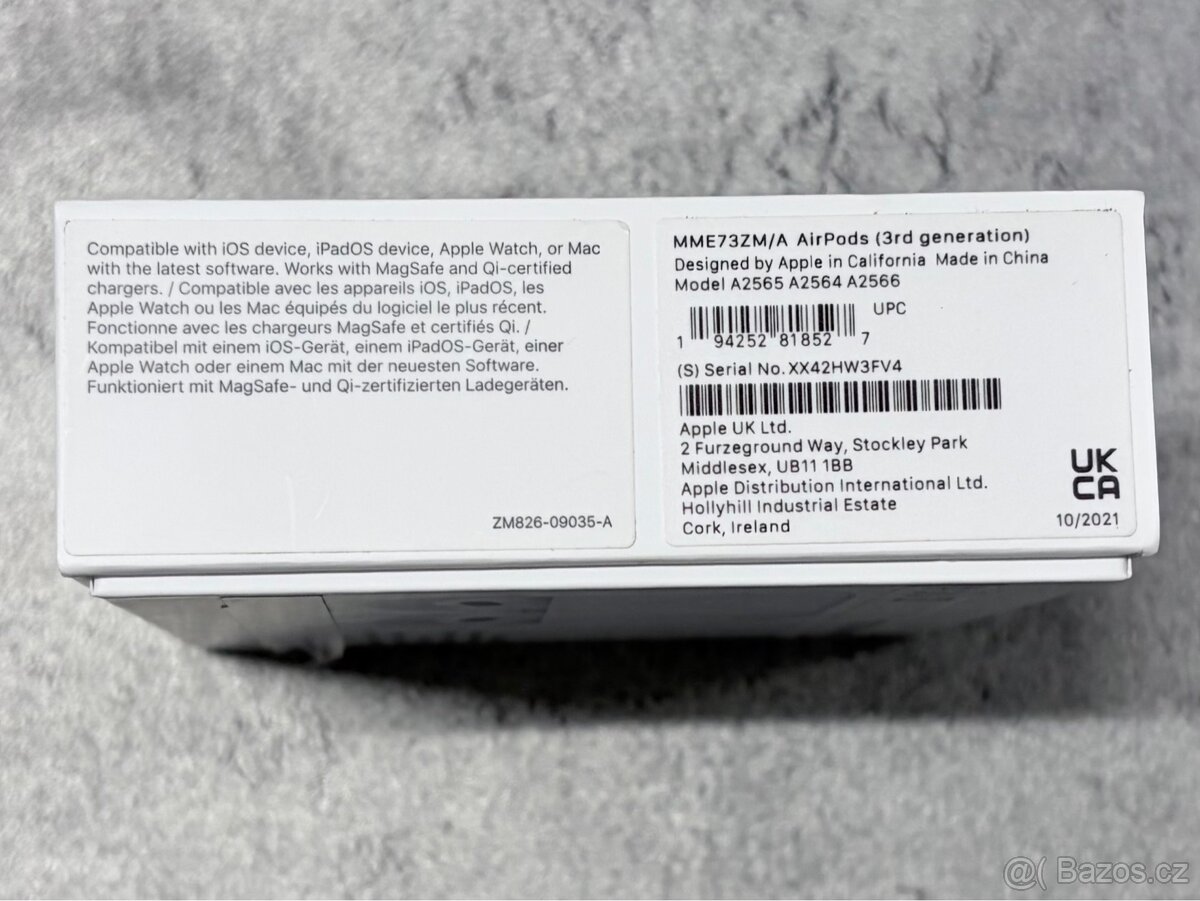 Compatible with iOS device, iPadOS device, Apple Watch, or Mac
with the latest software. Works with MagSafe and Qi-certified
chargers. / Compatible avec les appareils iOS, iPadOS, les
Apple Watch ou les Mac équipés du logiciel le plus récent.
Fonctionne avec les chargeurs MagSafe et certifiés Qi. /
Kompatibel mit einem iOS-Gerät, einem iPadOS-Gerät, einer
Apple Watch oder einem Mac mit der neuesten Software.
Funktioniert mit MagSafe- und Qi-zertifizierten Ladegeräten.
ZM826-09035-A
MME73ZM/A AirPods (3rd generation)
Designed by Apple in California Made in China
Model A2565 A2564 A2566
UPC
1 94252 81852 7
(S) Serial No. XX42HW3FV4
Apple UK Ltd.
2 Furzeground Way, Stockley Park
Middlesex, UB11 1BB
Apple Distribution International Ltd.
Hollyhill Industrial Estate
Cork, Ireland
UK
CA
10/2021
@( Bazos.cz